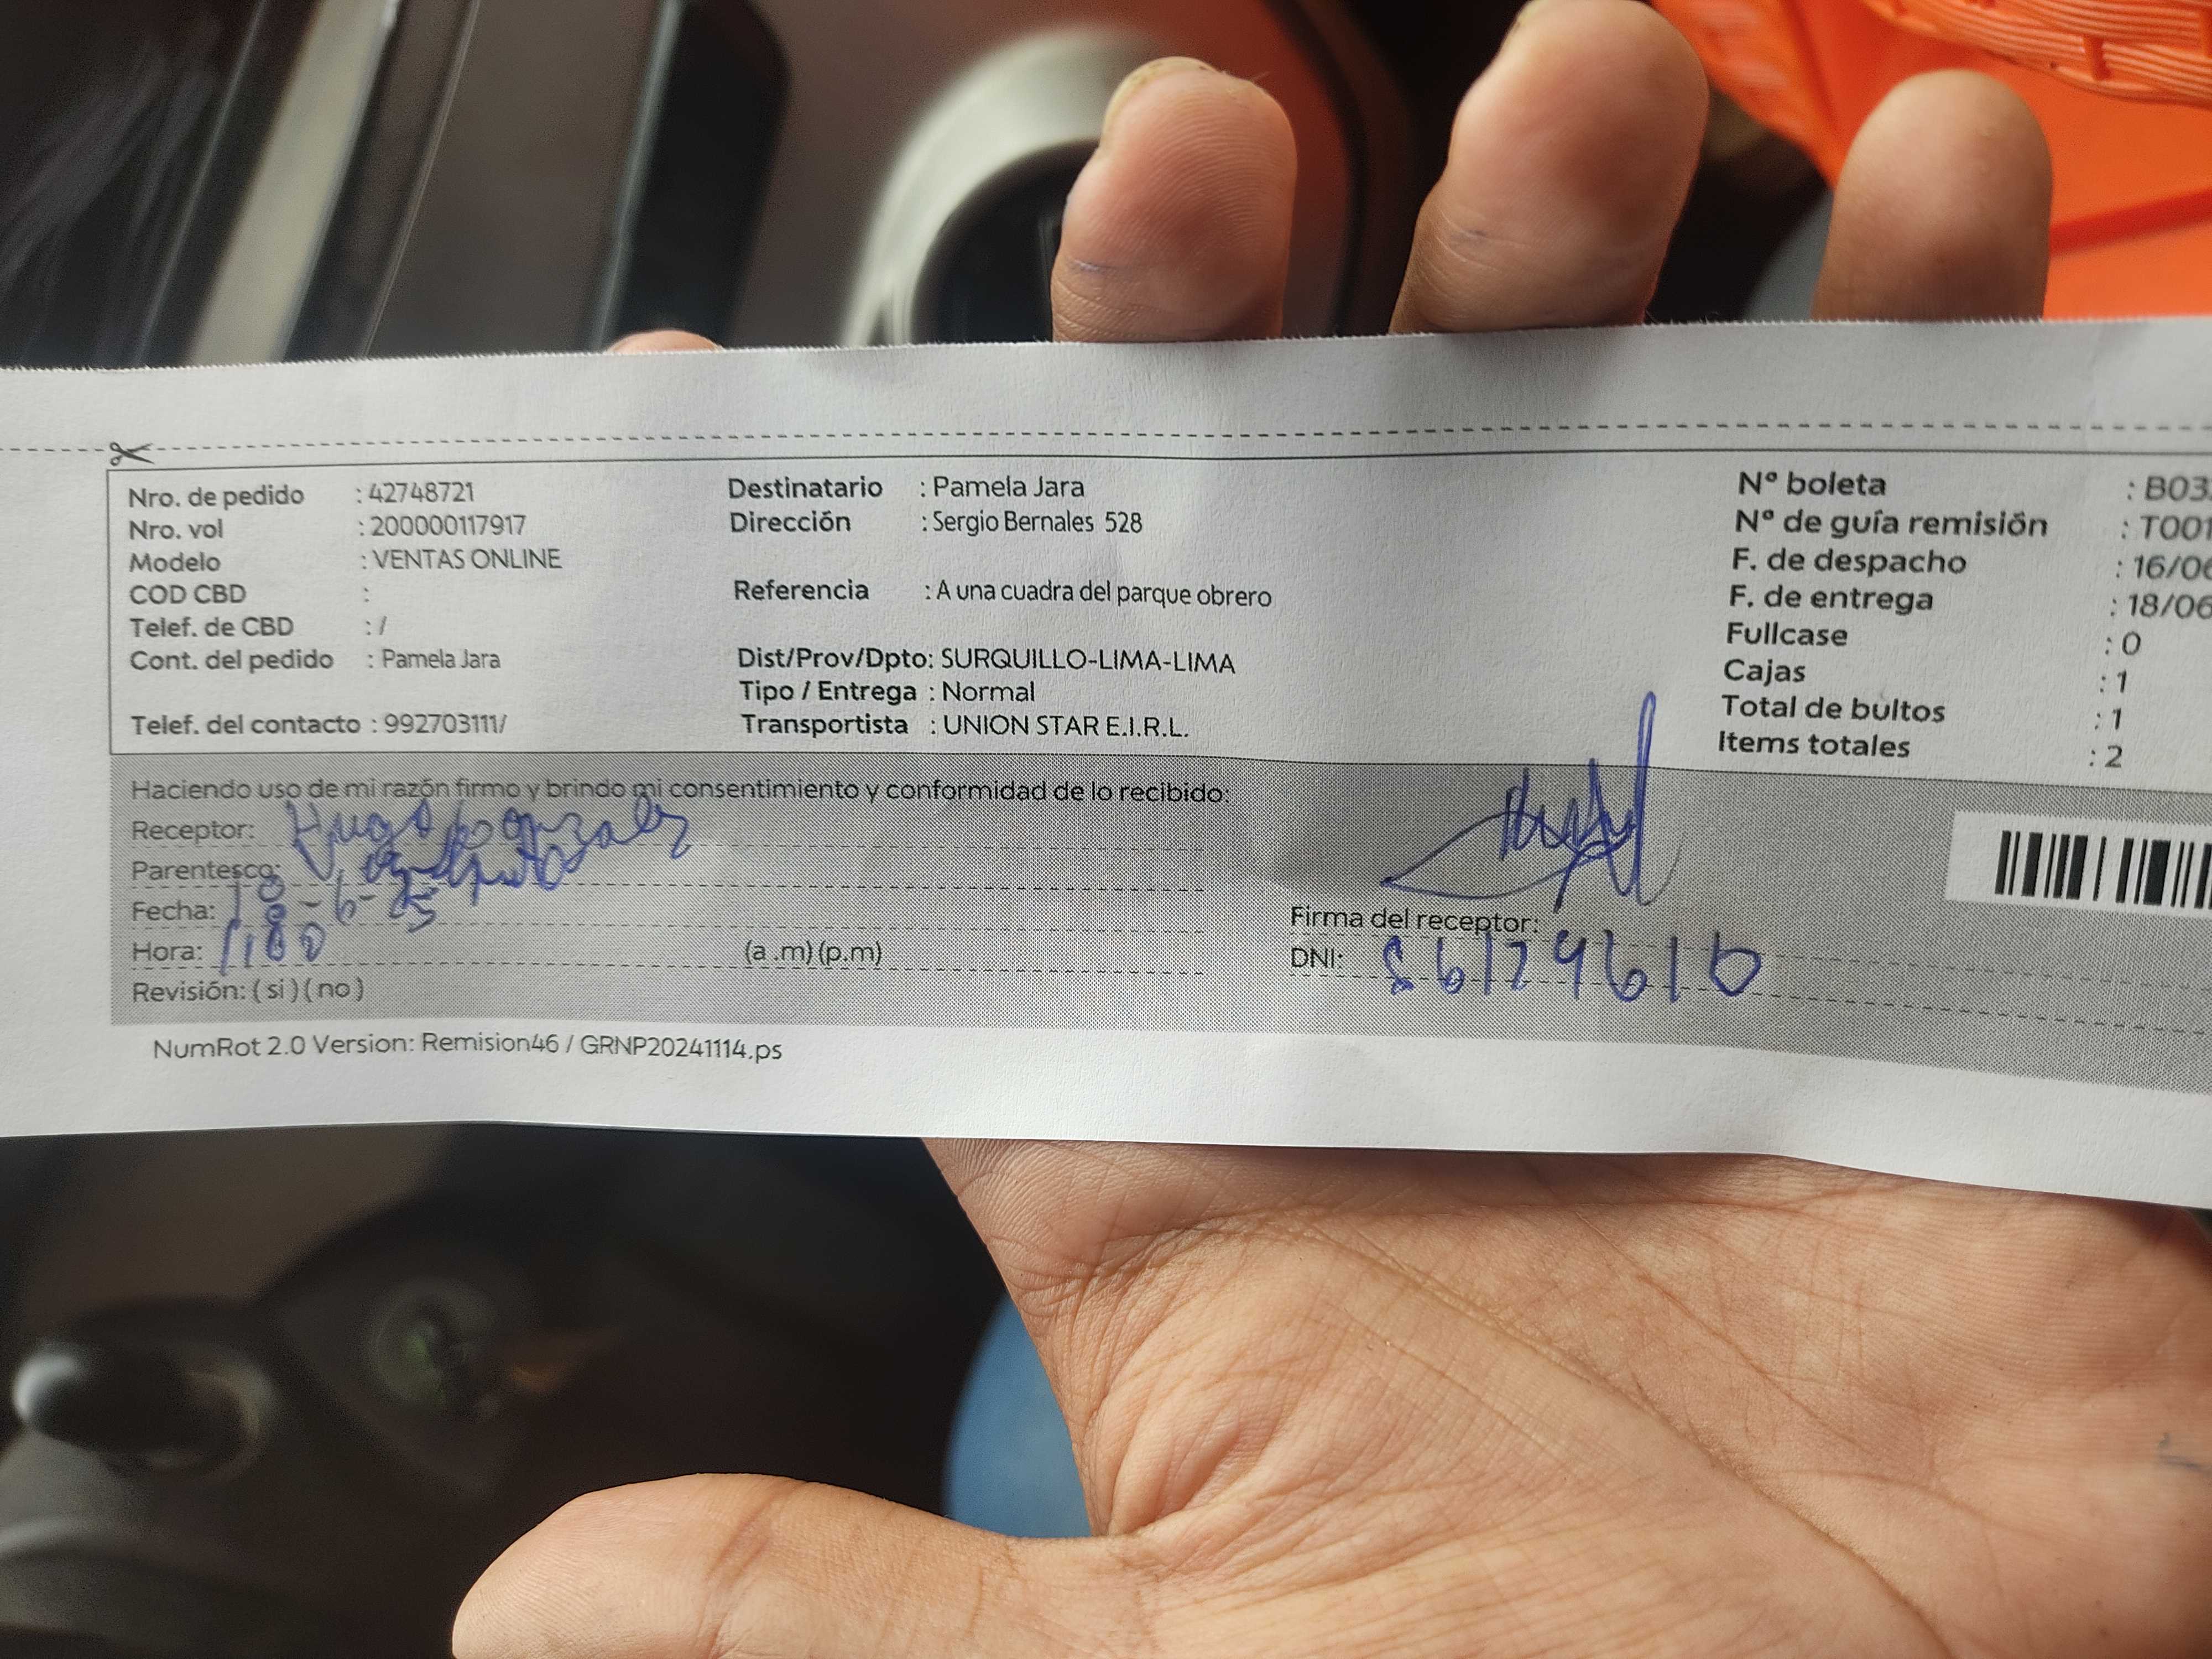 Nro. de pedido : 42748721
Nro. vol : 200000117917
Modelo : VENTAS ONLINE
COD CBD :
Telef. de CBD : /
Cont. del pedido : Pamela Jara
Telef. del contacto : 992703111/
Destinatario : Pamela Jara
Dirección : Sergio Bernales 528
Referencia : A una cuadra del parque obrero
Dist/Prov/Dpto: SURQUILLO-LIMA-LIMA
Tipo / Entrega : Normal
Transportista : UNION STAR E.I.R.L.
Nº boleta : B03
Nº de guía remisión : T001
F. de despacho : 16/06
F. de entrega : 18/06
Fullcase : 0
Cajas : 1
Total de bultos : 1
Items totales : 2
Haciendo uso de mi razón firmo y brindo mi consentimiento y conformidad de lo recibido:
Receptor: Hugo Gonzales
Parentesco:
Fecha: 18-6-25
Hora: 1180 (a .m) (p.m)
Revisión: ( si ) ( no )
Firma del receptor:
DNI:
NumRot 2.0 Version: Remision46 / GRNP20241114.ps